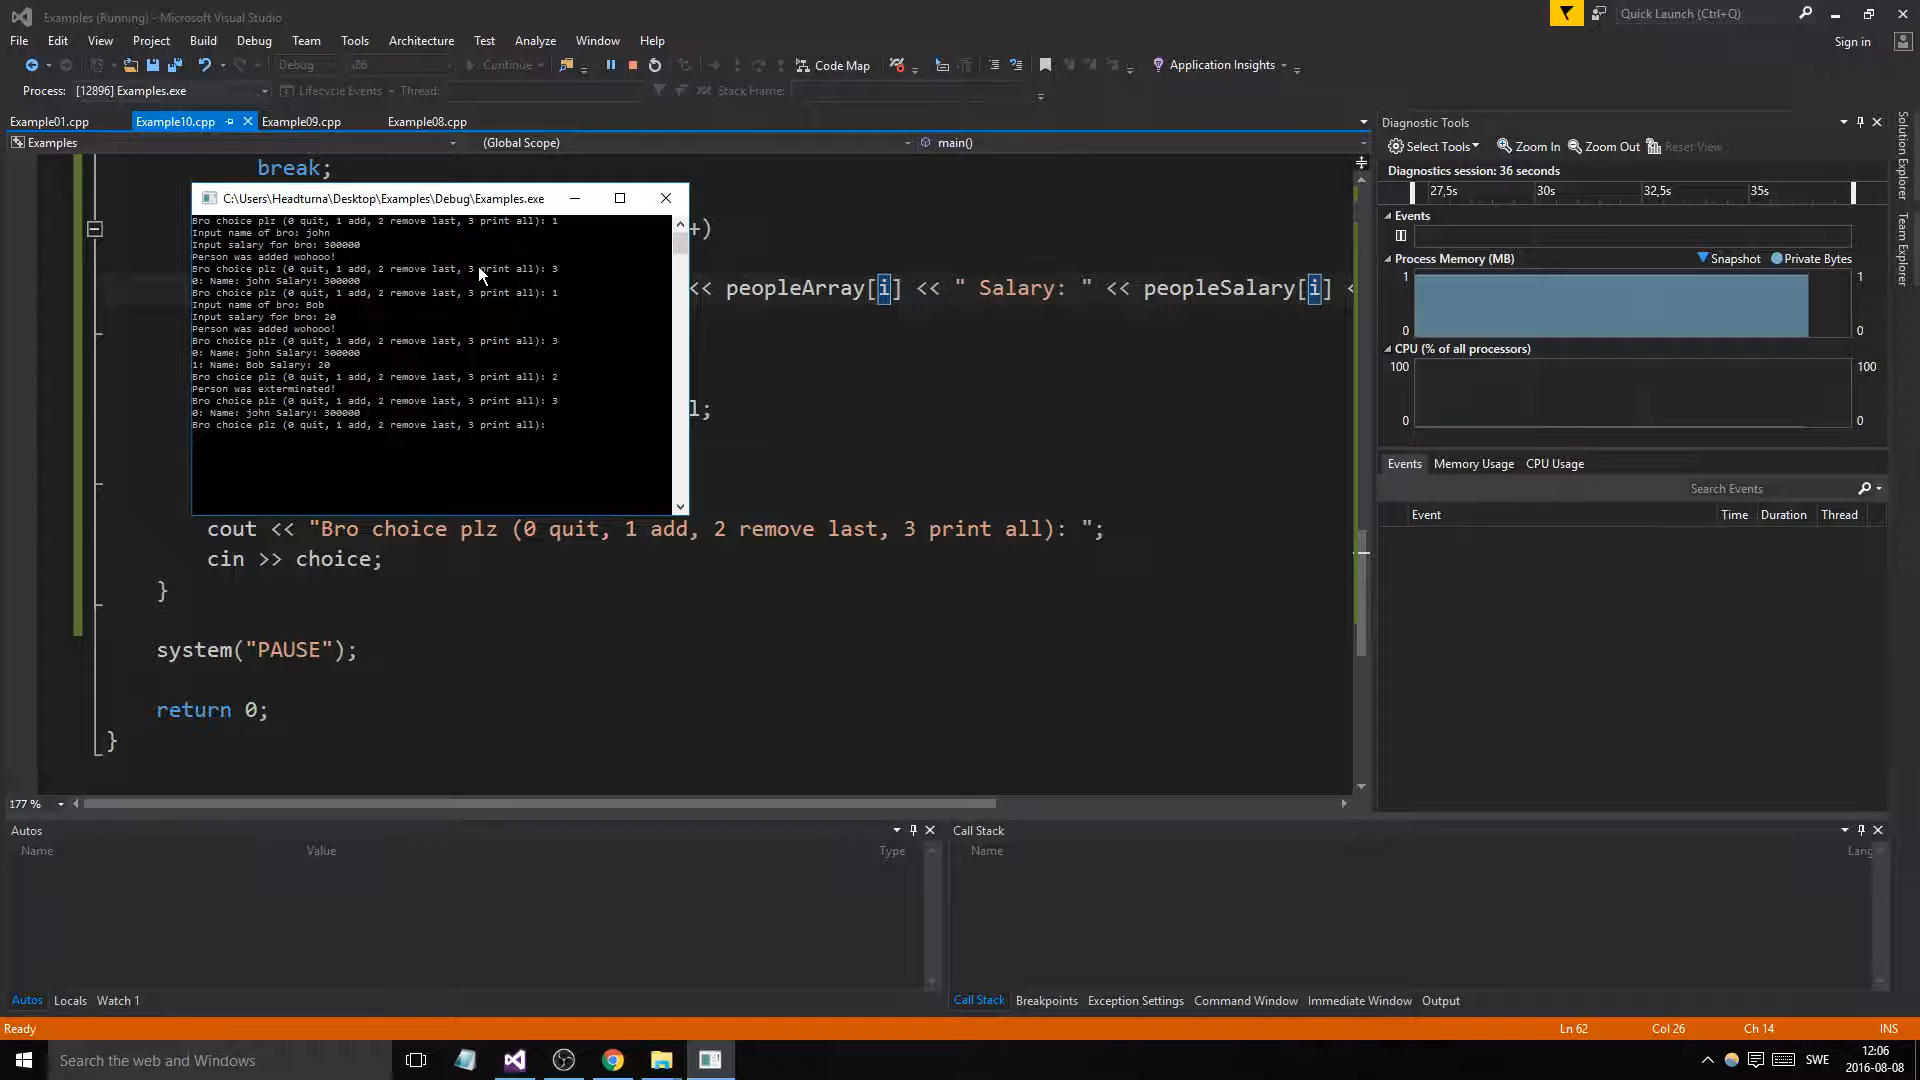 Examples (Running) - Microsoft Visual Studio
Quick Launch (Ctrl+Q)
File Edit View Project Build Debug Team Tools Architecture Test Analyze Window Help
Sign in
Debug x86 Continue Code Map Application Insights
Process: [12896] Examples.exe Lifecycle Events Thread: Stack Frame:
Example01.cpp Example10.cpp Example09.cpp Example08.cpp
Examples (Global Scope) main()
break;
C:\Users\Headturna\Desktop\Examples\Debug\Examples.exe
Bro choice plz (0 quit, 1 add, 2 remove last, 3 print all): 1
Input name of bro: john
Input salary for bro: 300000
Person was added wohooo!
Bro choice plz (0 quit, 1 add, 2 remove last, 3 print all): 3
0: Name: john Salary: 300000
Bro choice plz (0 quit, 1 add, 2 remove last, 3 print all): 1
Input name of bro: Bob
Input salary for bro: 20
Person was added wohooo!
Bro choice plz (0 quit, 1 add, 2 remove last, 3 print all): 3
0: Name: john Salary: 300000
1: Name: Bob Salary: 20
Bro choice plz (0 quit, 1 add, 2 remove last, 3 print all): 2
Person was exterminated!
Bro choice plz (0 quit, 1 add, 2 remove last, 3 print all): 3
0: Name: john Salary: 300000
Bro choice plz (0 quit, 1 add, 2 remove last, 3 print all):
+)
<< peopleArray[i] << " Salary: " << peopleSalary[i] <
l;
cout << "Bro choice plz (0 quit, 1 add, 2 remove last, 3 print all): ";
cin >> choice;
}
system("PAUSE");
return 0;
}
177 %
Diagnostic Tools
Select Tools Zoom In Zoom Out Reset View
Diagnostics session: 36 seconds
27,5s 30s 32,5s 35s
Events
Process Memory (MB) Snapshot Private Bytes
1 1
0 0
CPU (% of all processors)
100 100
0 0
Events Memory Usage CPU Usage
Search Events
Event Time Duration Thread
Solution Explorer
Team Explorer
Autos
Name Value Type
Autos Locals Watch 1
Call Stack
Name Lang
Call Stack Breakpoints Exception Settings Command Window Immediate Window Output
Ready Ln 62 Col 26 Ch 14 INS
Search the web and Windows
SWE
12:06
2016-08-08